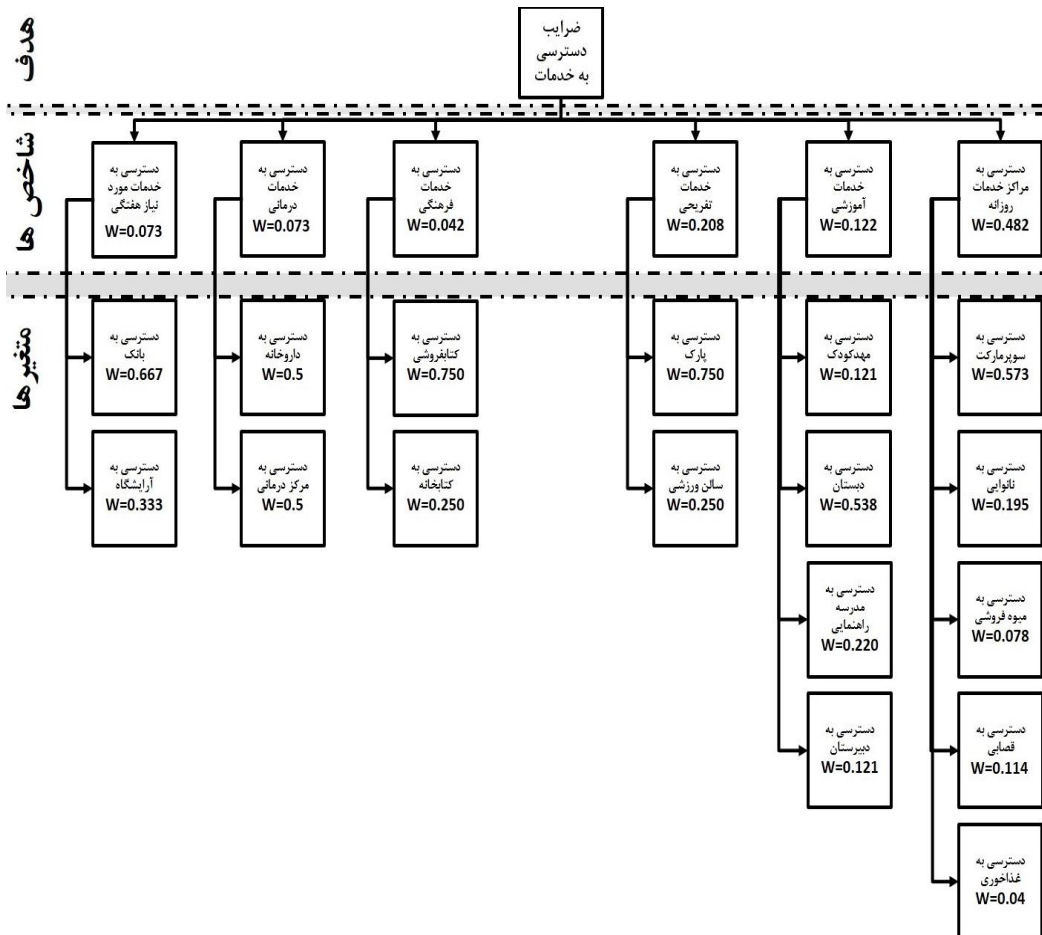 هدف
ضرایب
دسترسی
به خدمات
شاخص ها
دسترسی به
مراکز خدمات
روزانه
W=0.482
دسترسی به
خدمات
آموزشی
W=0.122
دسترسی به
خدمات
تفریحی
W=0.208
دسترسی به
خدمات
فرهنگی
W=0.042
دسترسی به
خدمات
درمانی
W=0.073
دسترسی به
خدمات مورد
نیاز هفتگی
W=0.073
متغیرها
دسترسی به
سوپرمارکت
W=0.573
دسترسی به
مهدکودک
W=0.121
دسترسی به
پارک
W=0.750
دسترسی به
کتابفروشی
W=0.750
دسترسی به
داروخانه
W=0.5
دسترسی به
بانک
W=0.667
دسترسی به
نانوایی
W=0.195
دسترسی به
دبستان
W=0.538
دسترسی به
سالن ورزشی
W=0.250
دسترسی به
کتابخانه
W=0.250
دسترسی به
مرکز درمانی
W=0.5
دسترسی به
آرایشگاه
W=0.333
دسترسی به
میوه فروشی
W=0.078
دسترسی به
مدرسه
راهنمایی
W=0.220
دسترسی به
قصابی
W=0.114
دسترسی به
دبیرستان
W=0.121
دسترسی به
غذاخوری
W=0.04